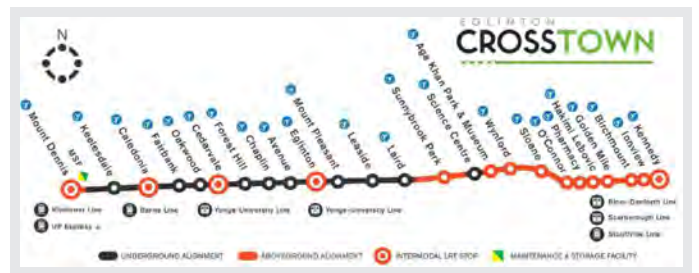 EGLINTON
CROSSTOWN
N
Mount Dennis
MSF
Keelesdale
Caledonia
Fairbank
Oakwood
Cedarvale
Forest Hill
Chaplin
Avenue
Eglinton
Mount Pleasant
Leaside
Laird
Sunnybrook Park
Science Centre
Aga Khan Park & Museum
Wynford
Sloane
O'Connor
Pharmacy
Hakimi Lebovic
Golden Mile
Birchmount
Ionview
Kennedy
Kitchener Line
UP Express
Barrie Line
Yonge-University Line
Yonge-University Line
Bloor-Danforth Line
Scarborough Line
Stouffville Line
UNDERGROUND ALIGNMENT
ABOVEGROUND ALIGNMENT
INTERMODAL LRT STOP
MAINTENANCE & STORAGE FACILITY